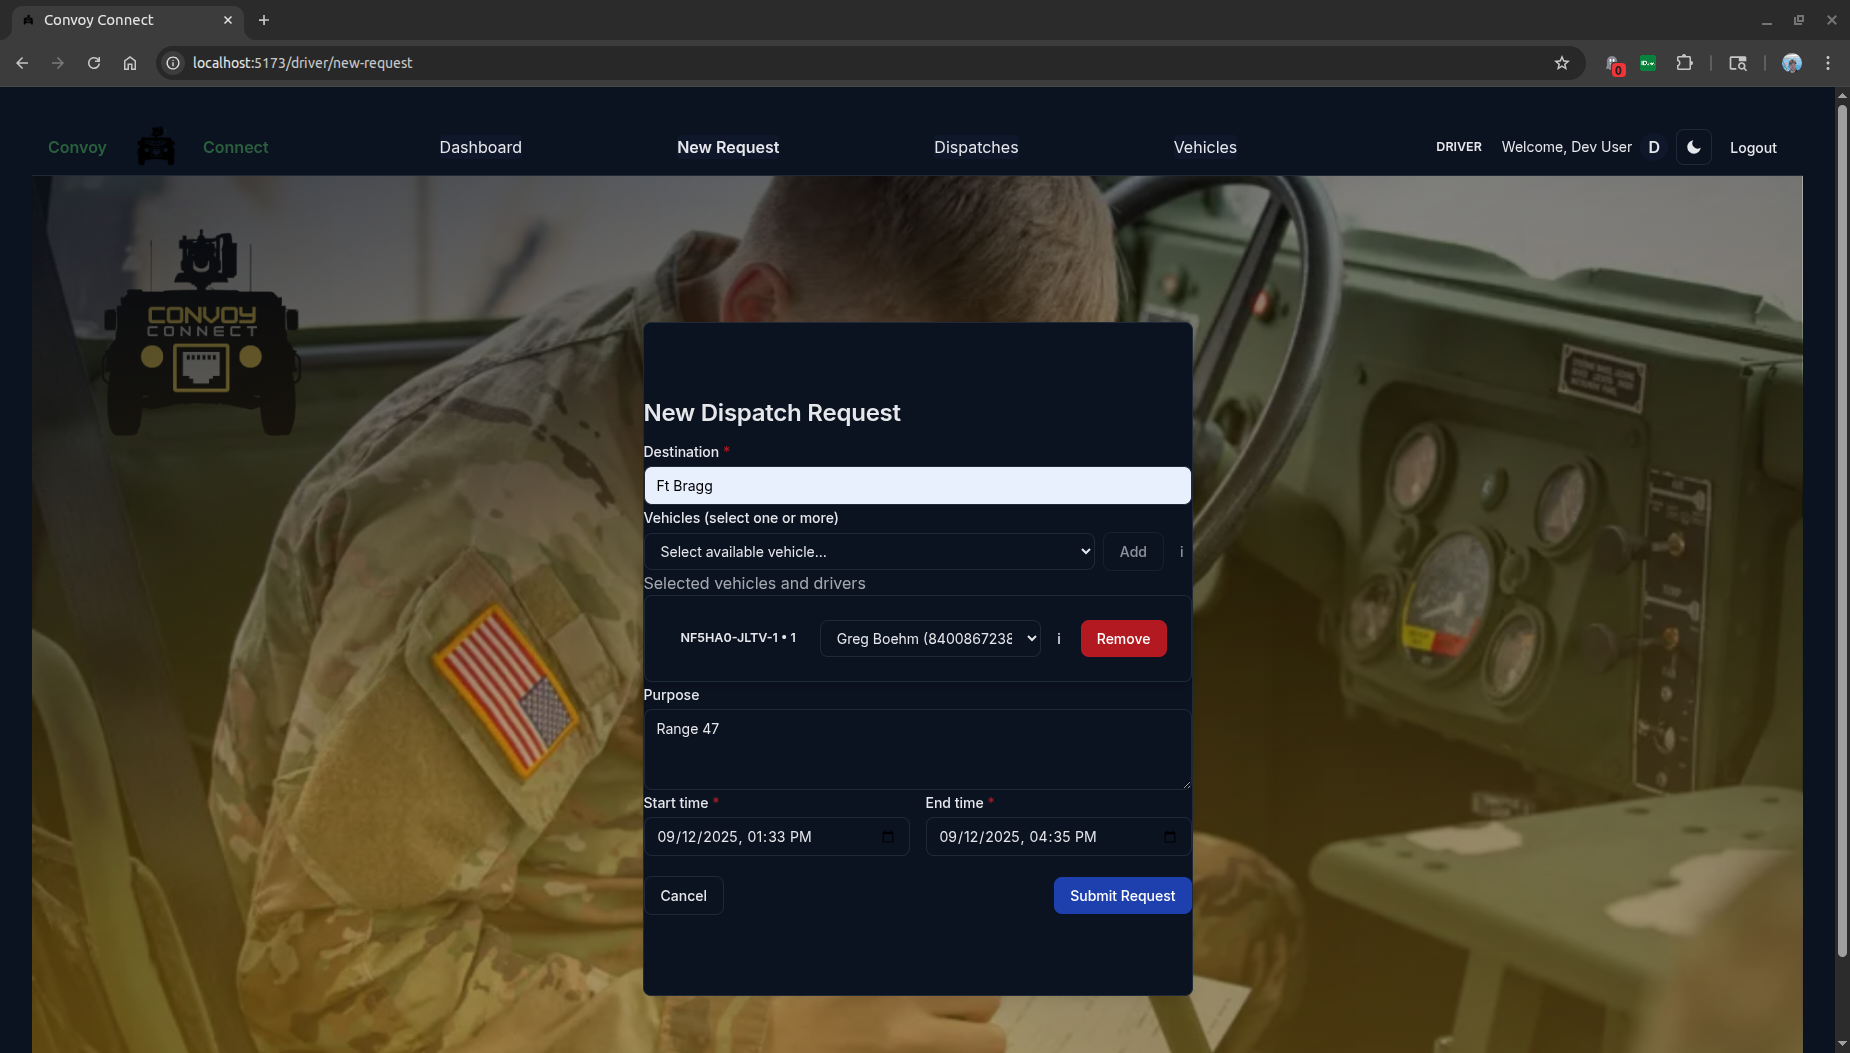 Convoy Connect
localhost:5173/driver/new-request
0
Convoy Connect
Dashboard
New Request
Dispatches
Vehicles
DRIVER
Welcome, Dev User
D
Logout
CONVOY
CONNECT
New Dispatch Request
Destination *
Ft Bragg
Vehicles (select one or more)
Select available vehicle...
Add
i
Selected vehicles and drivers
NF5HA0-JLTV-1 • 1
Greg Boehm (8400867238
i
Remove
Purpose
Range 47
Start time *
End time *
09/12/2025, 01:33 PM
09/12/2025, 04:35 PM
Cancel
Submit Request